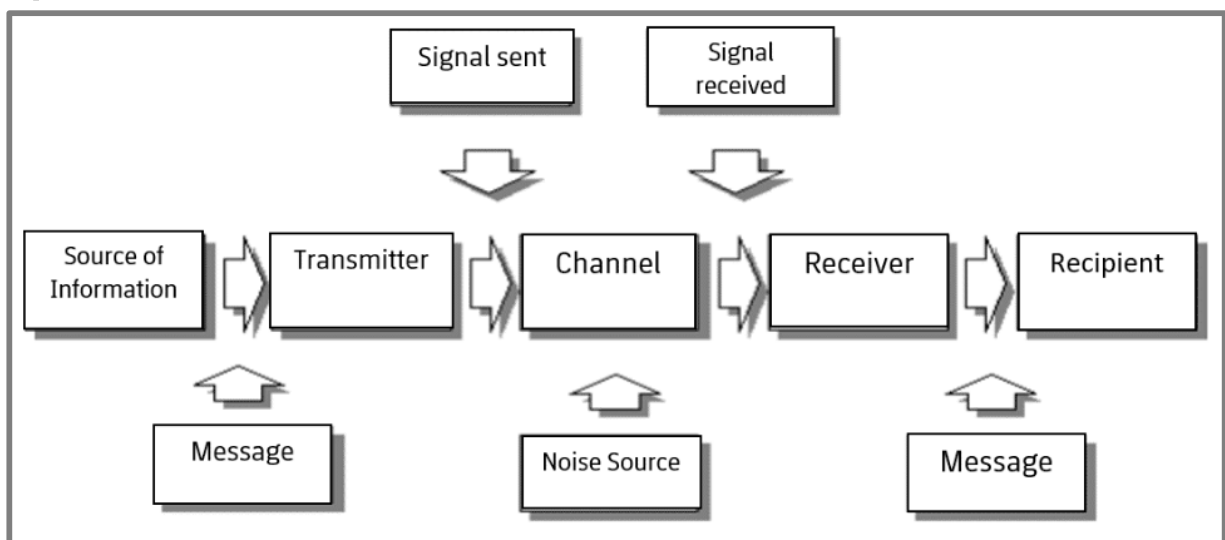 Signal sent
Signal
received
Source of
Information
Transmitter
Channel
Receiver
Recipient
Message
Noise Source
Message